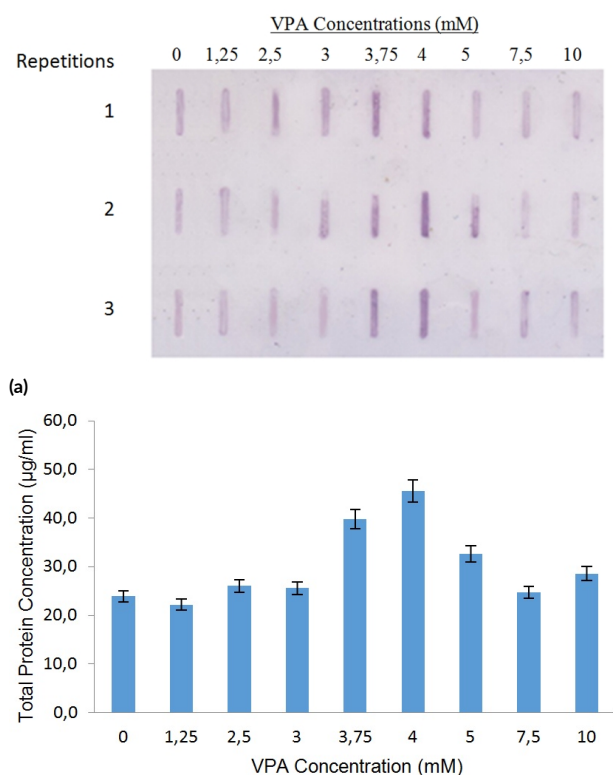 VPA Concentrations (mM)
Repetitions 0 1,25 2,5 3 3,75 4 5 7,5 10
1
2
3
(a)
Total Protein Concentration (µg/ml)
60,0
50,0
40,0
30,0
20,0
10,0
0,0
0 1,25 2,5 3 3,75 4 5 7,5 10
VPA Concentration (mM)